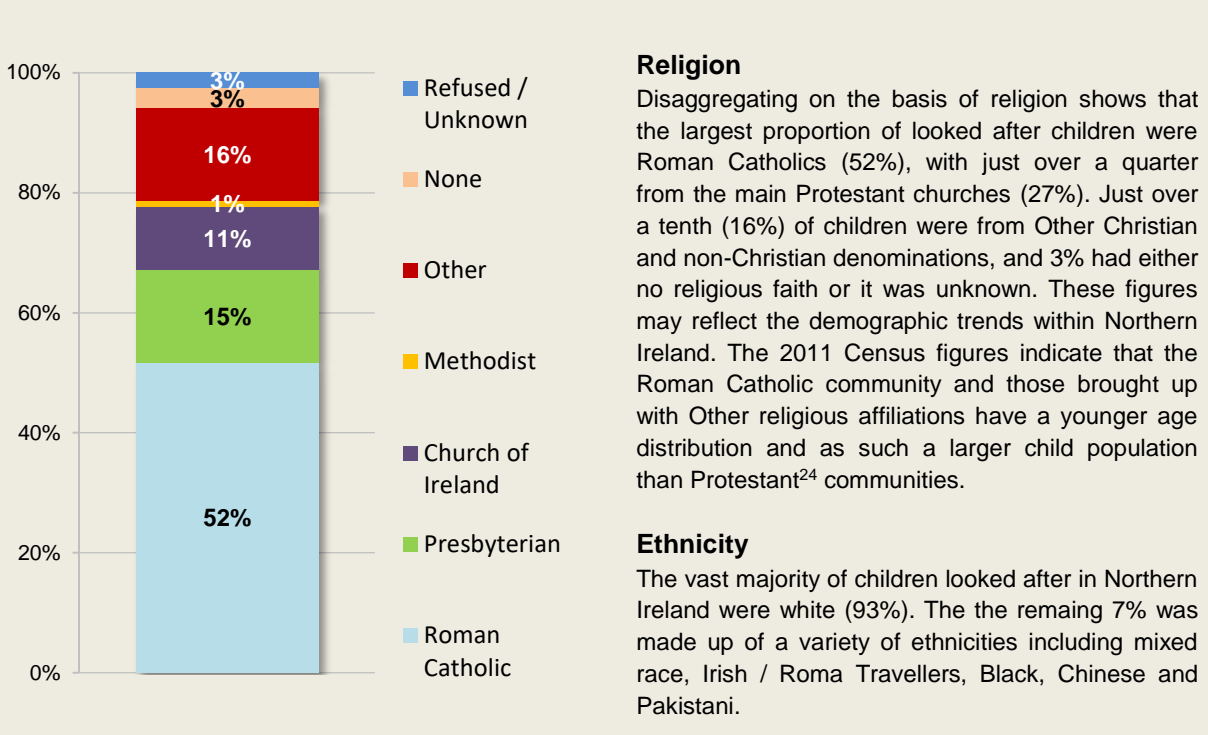 100%
80%
60%
40%
20%
0%
3%
3%
16%
1%
11%
15%
52%
Refused /
Unknown
None
Other
Methodist
Church of
Ireland
Presbyterian
Roman
Catholic
Religion
Disaggregating on the basis of religion shows that
the largest proportion of looked after children were
Roman Catholics (52%), with just over a quarter
from the main Protestant churches (27%). Just over
a tenth (16%) of children were from Other Christian
and non-Christian denominations, and 3% had either
no religious faith or it was unknown. These figures
may reflect the demographic trends within Northern
Ireland. The 2011 Census figures indicate that the
Roman Catholic community and those brought up
with Other religious affiliations have a younger age
distribution and as such a larger child population
than Protestant24 communities.
Ethnicity
The vast majority of children looked after in Northern
Ireland were white (93%). The the remaing 7% was
made up of a variety of ethnicities including mixed
race, Irish / Roma Travellers, Black, Chinese and
Pakistani.